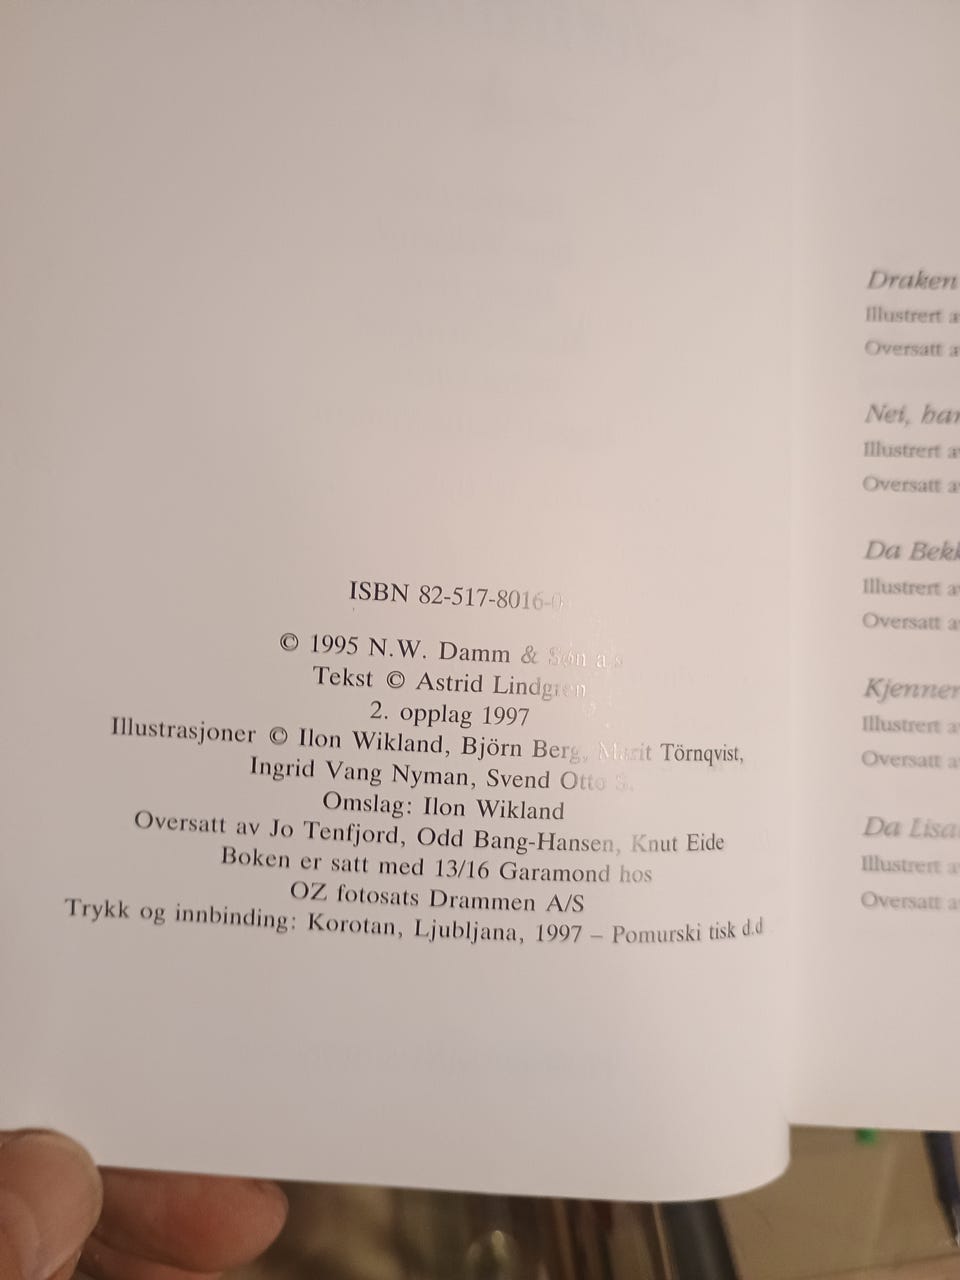 ISBN 82-517-8016-0
© 1995 N.W. Damm & Søn a.s
Tekst © Astrid Lindgren
2. opplag 1997
Illustrasjoner © Ilon Wikland, Björn Berg, Marit Törnqvist,
Ingrid Vang Nyman, Svend Otto S.
Omslag: Ilon Wikland
Oversatt av Jo Tenfjord, Odd Bang-Hansen, Knut Eide
Boken er satt med 13/16 Garamond hos
OZ fotosats Drammen A/S
Trykk og innbinding: Korotan, Ljubljana, 1997 – Pomurski tisk d.d
Draken
Illustrert
Oversatt
Nei,
Illustrert
Oversatt
Da
Illustrert
Oversatt
Kjenner
Illustrert
Oversatt
Da Lisa
Illustrert
Oversatt